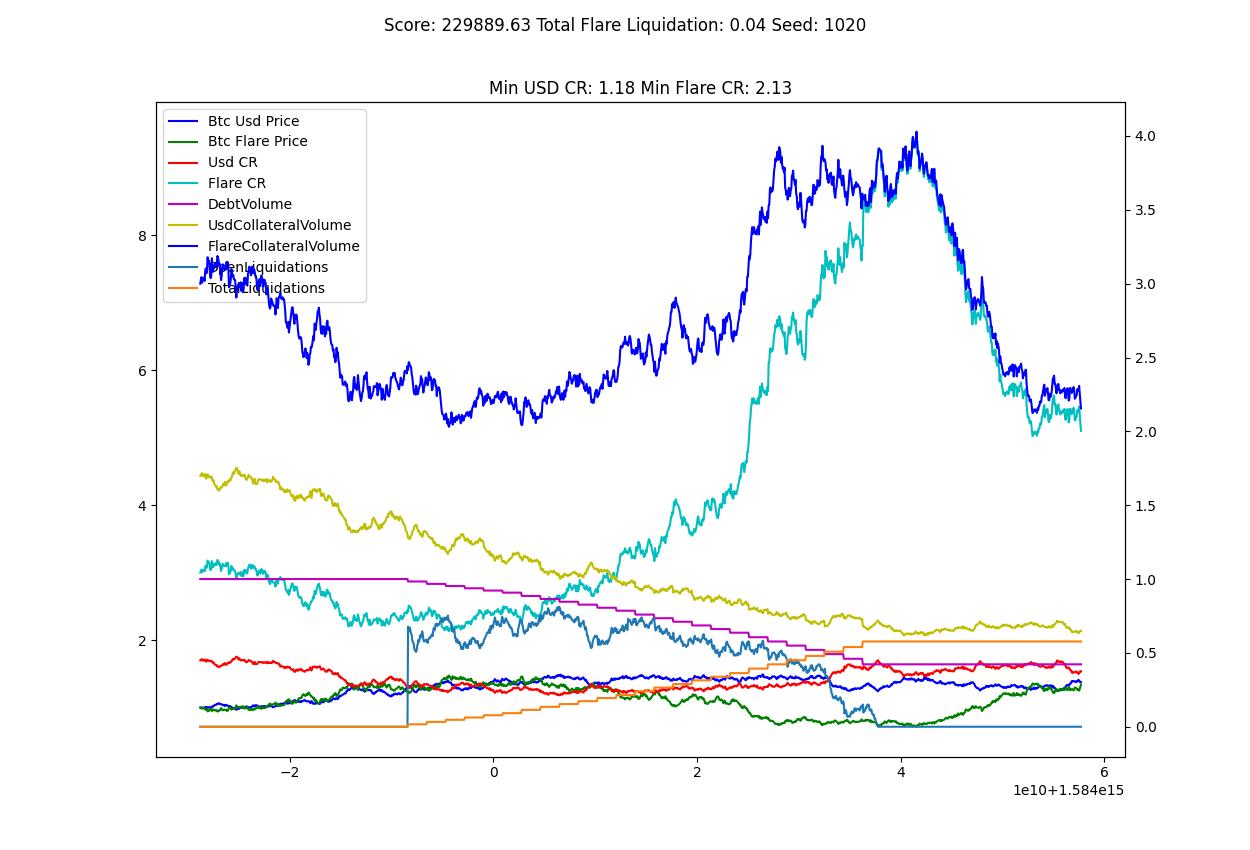 Score: 229889.63 Total Flare Liquidation: 0.04 Seed: 1020
Min USD CR: 1.18 Min Flare CR: 2.13
Btc Usd Price
Btc Flare Price
Usd CR
Flare CR
DebtVolume
UsdCollateralVolume
FlareCollateralVolume
OpenLiquidations
TotalLiquidations
8
6
4
2
4.0
3.5
3.0
2.5
2.0
1.5
1.0
0.5
0.0
−2 0 2 4 6
1e10+1.584e15